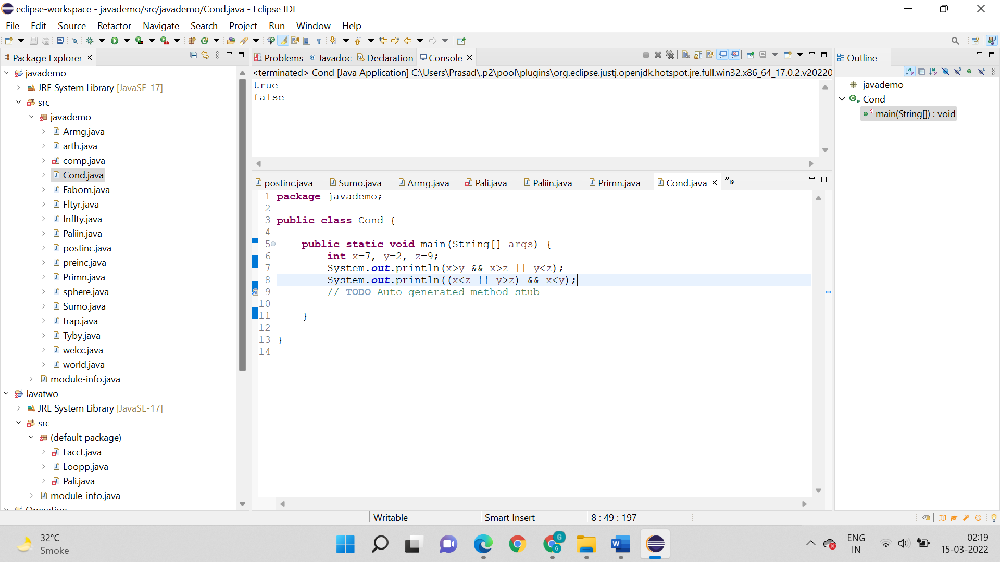 eclipse-workspace - javademo/src/javademo/Cond.java - Eclipse IDE
File Edit Source Refactor Navigate Search Project Run Window Help
Package Explorer
javademo
JRE System Library [JavaSE-17]
src
javademo
Armg.java
arth.java
comp.java
Cond.java
Fabom.java
Fltyr.java
Inflty.java
Paliin.java
postinc.java
preinc.java
Primn.java
sphere.java
Sumo.java
trap.java
Tyby.java
welcc.java
world.java
module-info.java
Javatwo
JRE System Library [JavaSE-17]
src
(default package)
Facct.java
Loopp.java
Pali.java
module-info.java
Operation
Problems Javadoc Declaration Console
<terminated> Cond [Java Application] C:\Users\Prasad\.p2\pool\plugins\org.eclipse.justj.openjdk.hotspot.jre.full.win32.x86_64_17.0.2.v20220
true
false
postinc.java Sumo.java Armg.java Pali.java Paliin.java Primn.java Cond.java »19
1 package javademo;
2
3 public class Cond {
4
5 public static void main(String[] args) {
6 int x=7, y=2, z=9;
7 System.out.println(x>y && x>z || y<z);
8 System.out.println((x<z || y>z) && x<y);
9 // TODO Auto-generated method stub
10
11 }
12
13 }
14
Outline
javademo
Cond
main(String[]) : void
Writable Smart Insert 8 : 49 : 197
32°C
Smoke
ENG
IN
02:19
15-03-2022